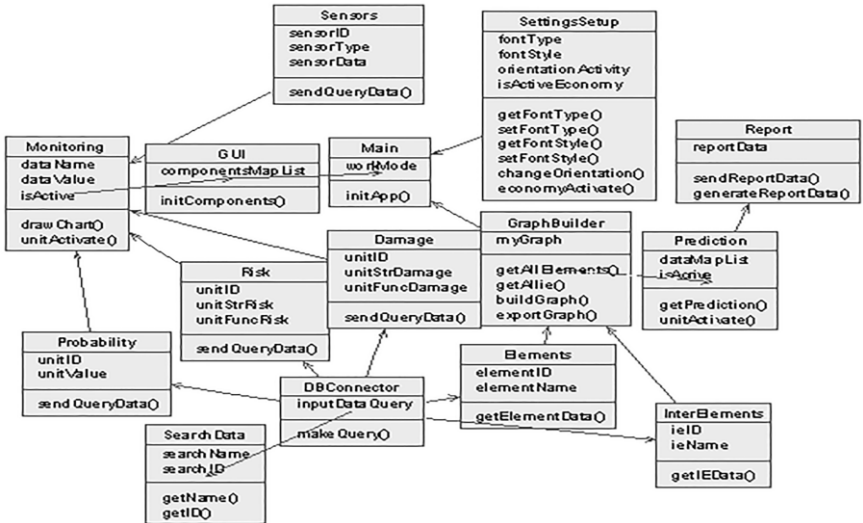 Sensors
sensorID
sensorType
sensorData
sendQueryData()
SettingsSetup
fontType
fontStyle
orientationActivity
isActiveEconomy
getFontType()
setFontType()
getFontStyle()
setFontStyle()
changeOrientation()
economyActivate()
Report
reportData
sendReportData()
generateReportData()
Monitoring
dataName
dataValue
isActive
drawChart()
unitActivate()
GUI
componentsMapList
initComponents()
Main
workMode
initApp()
GraphBuilder
myGraph
getAllElements()
getAllie()
buildGraph()
exportGraph()
Prediction
dataMapList
isAcrive
getPrediction()
unitActivate()
Damage
unitID
unitStrDamage
unitFuncDamage
sendQueryData()
Risk
unitID
unitStrRisk
unitFuncRisk
sendQueryData()
Probability
unitID
unitValue
sendQueryData()
DBConnector
inputDataQuery
makeQuery()
Elements
elementID
elementName
getElementData()
InterElements
ieID
ieName
getIEData()
SearchData
searchName
searchID
getName()
getID()